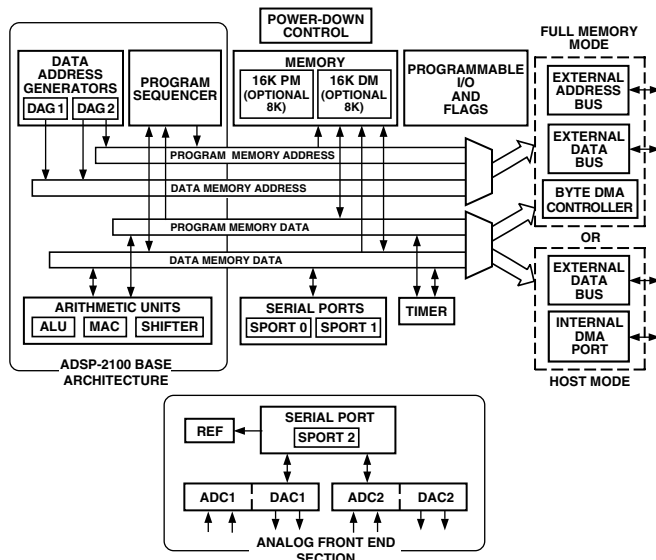 POWER-DOWN
CONTROL
FULL MEMORY
MODE
DATA
ADDRESS
GENERATORS
DAG 1
DAG 2
PROGRAM
SEQUENCER
MEMORY
16K PM
(OPTIONAL
8K)
16K DM
(OPTIONAL
8K)
PROGRAMMABLE
I/O
AND
FLAGS
EXTERNAL
ADDRESS
BUS
EXTERNAL
DATA
BUS
BYTE DMA
CONTROLLER
OR
EXTERNAL
DATA
BUS
INTERNAL
DMA
PORT
HOST MODE
PROGRAM MEMORY ADDRESS
DATA MEMORY ADDRESS
PROGRAM MEMORY DATA
DATA MEMORY DATA
ARITHMETIC UNITS
ALU
MAC
SHIFTER
SERIAL PORTS
SPORT 0
SPORT 1
TIMER
ADSP-2100 BASE
ARCHITECTURE
REF
SERIAL PORT
SPORT 2
ADC1
DAC1
ADC2
DAC2
ANALOG FRONT END
SECTION